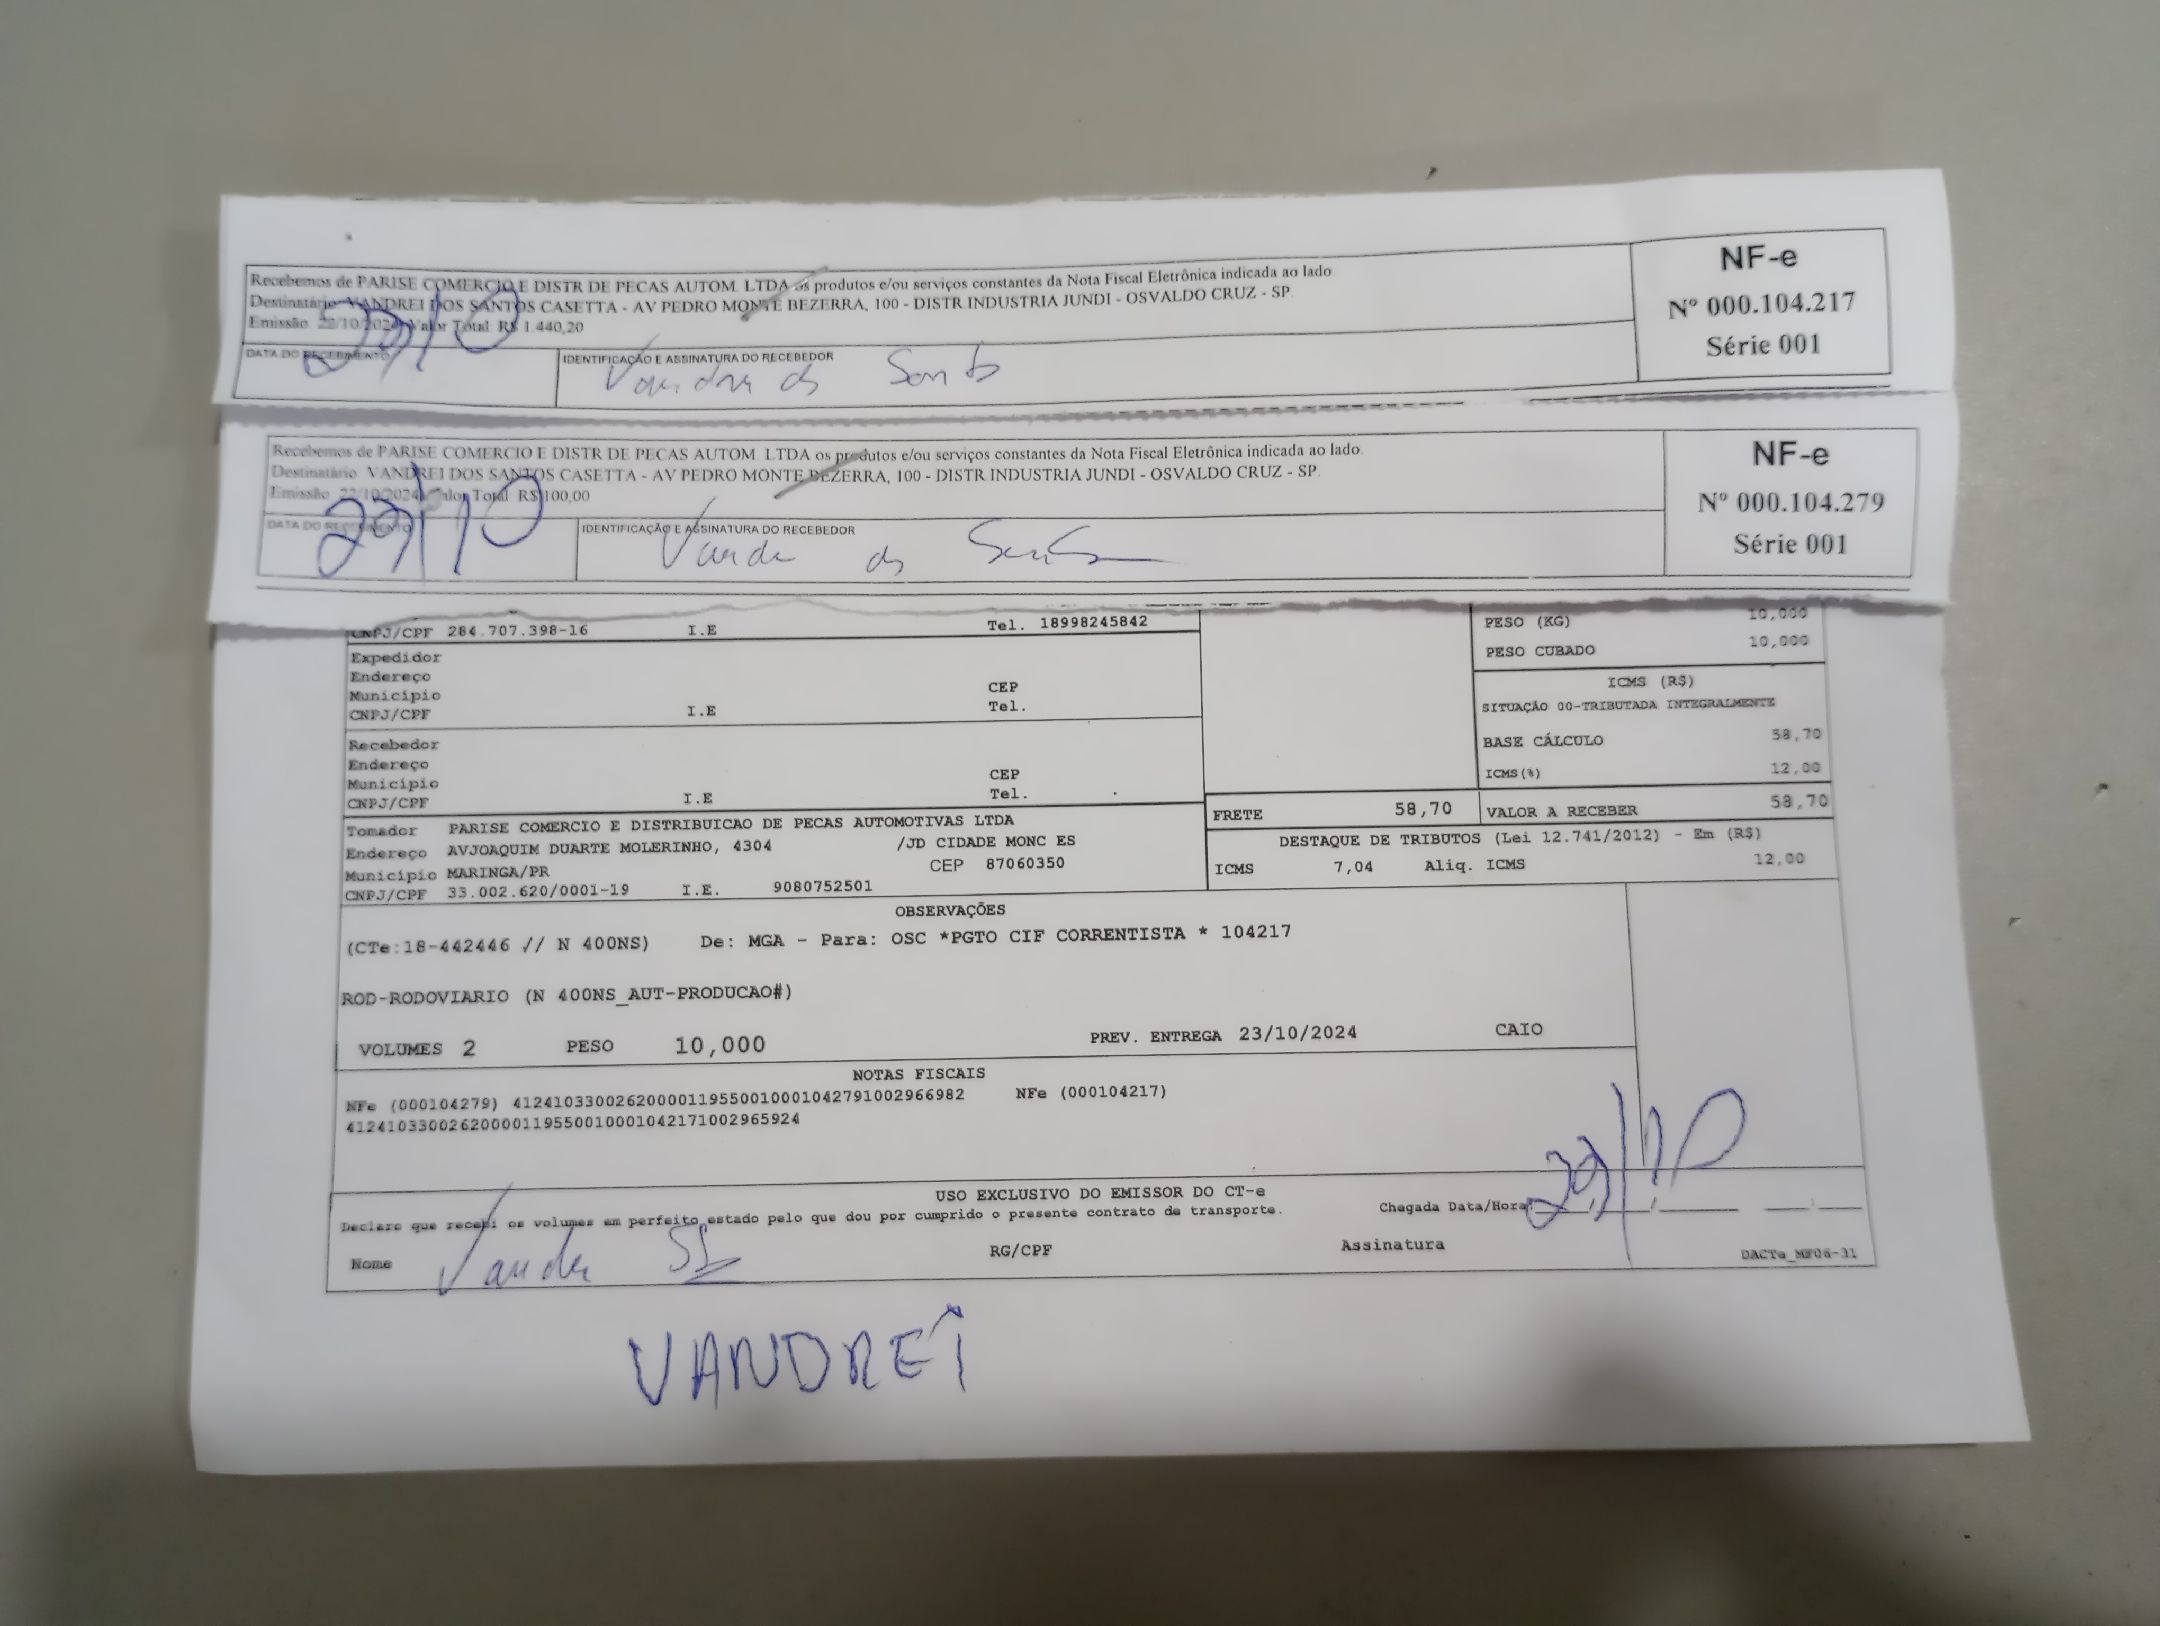 Recebemos de PARISE COMERCIO E DISTR DE PECAS AUTOM. LTDA os produtos e/ou serviços constantes da Nota Fiscal Eletrônica indicada ao lado
Destinatário VANDREI DOS SANTOS CASETTA - AV PEDRO MONTE BEZERRA, 100 - DISTR INDUSTRIA JUNDI - OSVALDO CRUZ - SP.
Emissão 22/10/2024 Valor Total R$ 1.440,20
DATA DO RECEBIMENTO
IDENTIFICAÇÃO E ASSINATURA DO RECEBEDOR
NF-e
Nº 000.104.217
Série 001
Recebemos de PARISE COMERCIO E DISTR DE PECAS AUTOM. LTDA os produtos e/ou serviços constantes da Nota Fiscal Eletrônica indicada ao lado.
Destinatário VANDREI DOS SANTOS CASETTA - AV PEDRO MONTE BEZERRA, 100 - DISTR INDUSTRIA JUNDI - OSVALDO CRUZ - SP.
Emissão 22/10/2024 Valor Total R$ 100,00
DATA DO RECEBIMENTO
IDENTIFICAÇÃO E ASSINATURA DO RECEBEDOR
NF-e
Nº 000.104.279
Série 001
CNPJ/CPF 284.707.398-16 I.E Tel. 18998245842
Expedidor
Endereço
Município CEP
CNPJ/CPF I.E Tel.
Recebedor
Endereço
Município CEP
CNPJ/CPF I.E Tel.
PESO (KG) 10,000
PESO CUBADO 10,000
ICMS (R$)
SITUAÇÃO 00-TRIBUTADA INTEGRALMENTE
BASE CÁLCULO 58,70
ICMS(%) 12,00
FRETE 58,70 VALOR A RECEBER 58,70
Tomador PARISE COMERCIO E DISTRIBUICAO DE PECAS AUTOMOTIVAS LTDA
Endereço AVJOAQUIM DUARTE MOLERINHO, 4304 /JD CIDADE MONC ES
Município MARINGA/PR CEP 87060350
CNPJ/CPF 33.002.620/0001-19 I.E. 9080752501
DESTAQUE DE TRIBUTOS (Lei 12.741/2012) - Em (R$)
ICMS 7,04 Aliq. ICMS 12,00
OBSERVAÇÕES
(CTe:18-442446 // N 400NS) De: MGA - Para: OSC *PGTO CIF CORRENTISTA * 104217
ROD-RODOVIARIO (N 400NS_AUT-PRODUCAO#)
VOLUMES 2 PESO 10,000 PREV. ENTREGA 23/10/2024 CAIO
NOTAS FISCAIS
NFe (000104279) 41241033002620000119550010001042791002966982 NFe (000104217)
41241033002620000119550010001042171002965924
USO EXCLUSIVO DO EMISSOR DO CT-e
Declaro que recebi os volumes em perfeito estado pelo que dou por cumprido o presente contrato de transporte. Chegada Data/Hora:
Nome RG/CPF Assinatura
DACTe_MF06-31
VANDREI